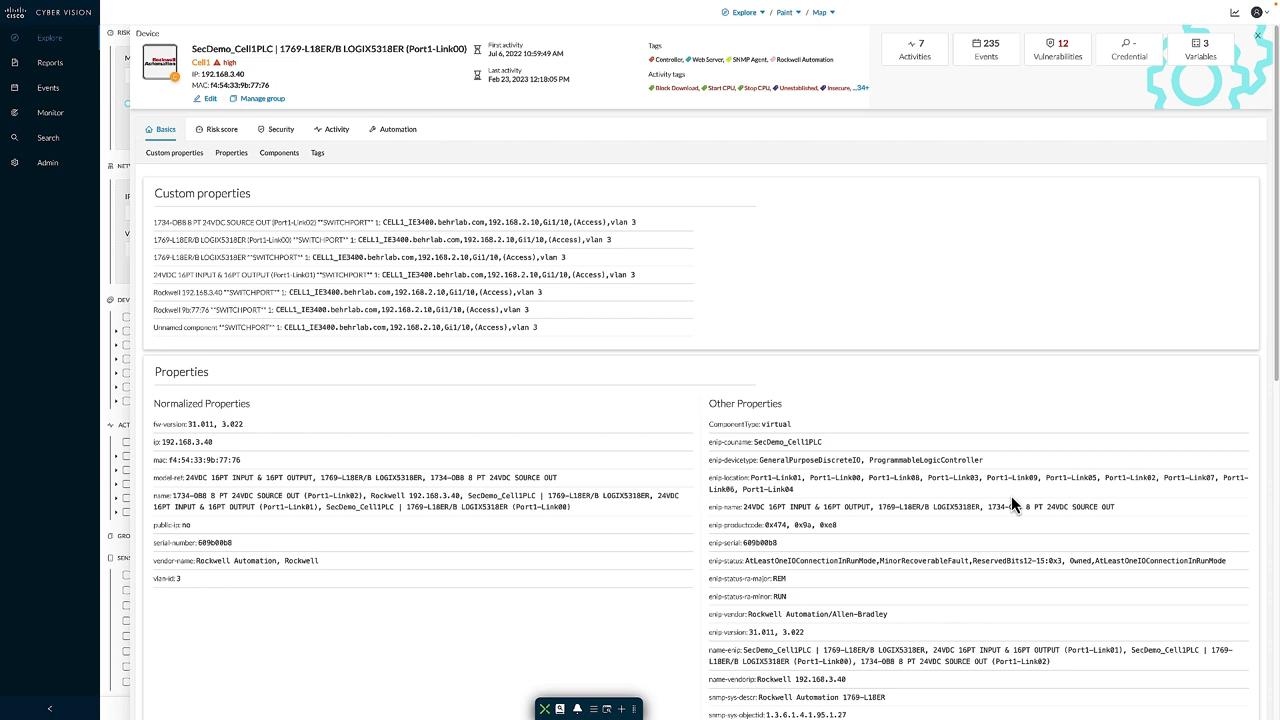 CISCO
CYBER VISION
Explore
Reports
Events
Monitor
Search
Admin
Explore / Paint / Map
Device
Rockwell Automation
SecDemo_Cell1PLC | 1769-L18ER/B LOGIX5318ER (Port1-Link00)
Cell1 high
IP: 192.168.3.40
MAC: f4:54:33:9b:77:76
Edit Manage group
First activity
Jul 6, 2022 10:59:49 AM
Last activity
Feb 23, 2023 12:18:05 PM
Tags
Controller, Web Server, SNMP Agent, Rockwell Automation
Activity tags
Block Download, Start CPU, Stop CPU, Unestablished, Insecure, ...34+
7
Activities
235
Events
12
Vulnerabilities
-
Credential
3
Variables
Basics Risk score Security Activity Automation
Custom properties Properties Components Tags
Custom properties
1734-OB8 8 PT 24VDC SOURCE OUT (Port1-Link02) **SWITCHPORT** 1: CELL1_IE3400.behrlab.com,192.168.2.10,Gi1/10,(Access),vlan 3
1769-L18ER/B LOGIX5318ER (Port1-Link00) **SWITCHPORT** 1: CELL1_IE3400.behrlab.com,192.168.2.10,Gi1/10,(Access),vlan 3
1769-L18ER/B LOGIX5318ER **SWITCHPORT** 1: CELL1_IE3400.behrlab.com,192.168.2.10,Gi1/10,(Access),vlan 3
24VDC 16PT INPUT & 16PT OUTPUT (Port1-Link01) **SWITCHPORT** 1: CELL1_IE3400.behrlab.com,192.168.2.10,Gi1/10,(Access),vlan 3
Rockwell 192.168.3.40 **SWITCHPORT** 1: CELL1_IE3400.behrlab.com,192.168.2.10,Gi1/10,(Access),vlan 3
Rockwell 9b:77:76 **SWITCHPORT** 1: CELL1_IE3400.behrlab.com,192.168.2.10,Gi1/10,(Access),vlan 3
Unnamed component **SWITCHPORT** 1: CELL1_IE3400.behrlab.com,192.168.2.10,Gi1/10,(Access),vlan 3
Properties
Normalized Properties
fw-version: 31.011, 3.022
ip: 192.168.3.40
mac: f4:54:33:9b:77:76
model-ref: 24VDC 16PT INPUT & 16PT OUTPUT, 1769-L18ER/B LOGIX5318ER, 1734-OB8 8 PT 24VDC SOURCE OUT
name: 1734-OB8 8 PT 24VDC SOURCE OUT (Port1-Link02), Rockwell 192.168.3.40, SecDemo_Cell1PLC | 1769-L18ER/B LOGIX5318ER, 24VDC
16PT INPUT & 16PT OUTPUT (Port1-Link01), SecDemo_Cell1PLC | 1769-L18ER/B LOGIX5318ER (Port1-Link00)
public-ip: no
serial-number: 609b00b8
vendor-name: Rockwell Automation, Rockwell
vlan-id: 3
Other Properties
ComponentType: virtual
enip-cpuname: SecDemo_Cell1PLC
enip-devicetype: GeneralPurposeDiscreteIO, ProgrammableLogicController
enip-location: Port1-Link01, Port1-Link00, Port1-Link08, Port1-Link03, Port1-Link09, Port1-Link05, Port1-Link02, Port1-Link07, Port1-
Link06, Port1-Link04
enip-name: 24VDC 16PT INPUT & 16PT OUTPUT, 1769-L18ER/B LOGIX5318ER, 1734- 8 PT 24VDC SOURCE OUT
enip-productcode: 0x474, 0x9a, 0xe8
enip-serial: 609b00b8
enip-status: AtLeastOneIOConnectionInRunMode,MinorRecoverableFault,ReservedBits12-15:0x3, Owned,AtLeastOneIOConnectionInRunMode
enip-status-ra-major: REM
enip-status-ra-minor: RUN
enip-vendor: Rockwell Automation/Allen-Bradley
enip-version: 31.011, 3.022
name-enip: SecDemo_Cell1PLC | 1769-L18ER/B LOGIX5318ER, 24VDC 16PT INPUT & 16PT OUTPUT (Port1-Link01), SecDemo_Cell1PLC | 1769-
L18ER/B LOGIX5318ER (Port1-Link00), 1734-OB8 8 PT 24VDC SOURCE OUT (Port1-Link02)
name-vendorip: Rockwell 192.168.3.40
snmp-sys-descr: Rockwell Automation 1769-L18ER
snmp-sys-objectid: 1.3.6.1.4.1.95.1.27